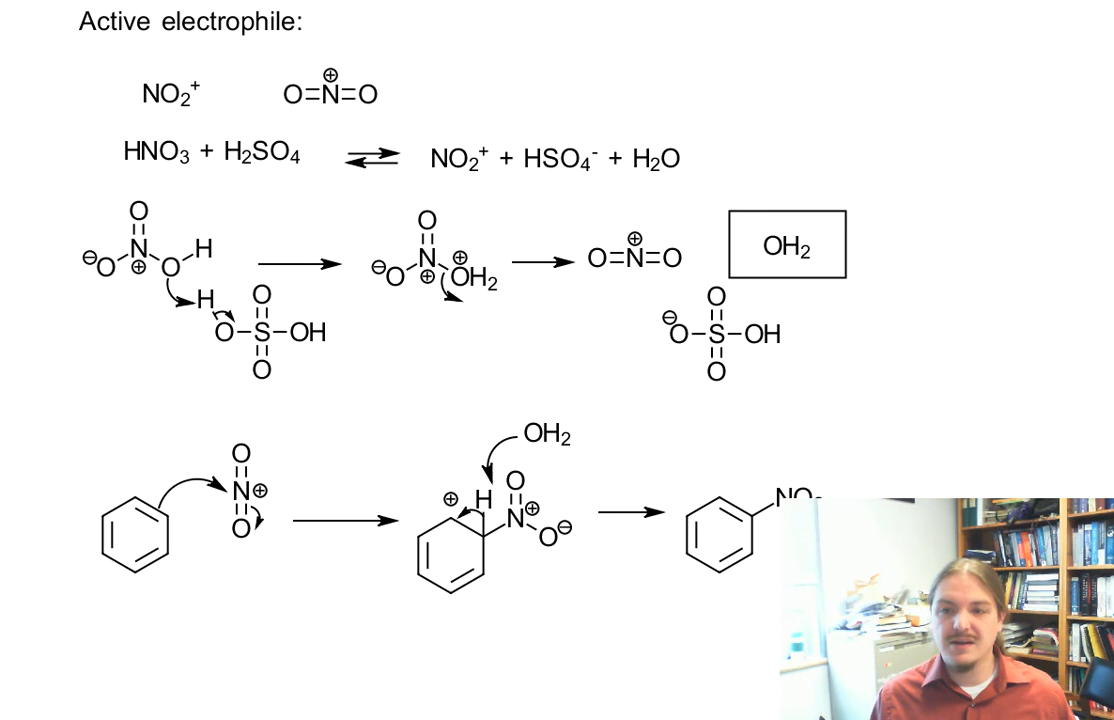 Active electrophile:
NO₂⁺ O=N⊕=O
HNO₃ + H₂SO₄ ⇌ NO₂⁺ + HSO₄⁻ + H₂O
O O
⊖O N ⊕ O H → ⊖O N ⊕ ⊕ OH₂ → O=N⊕=O OH₂
H O O
O–S–OH ⊖O–S–OH
O O
OH₂
O H O
N⊕ ⊕ N⊕ O⊖
O → →